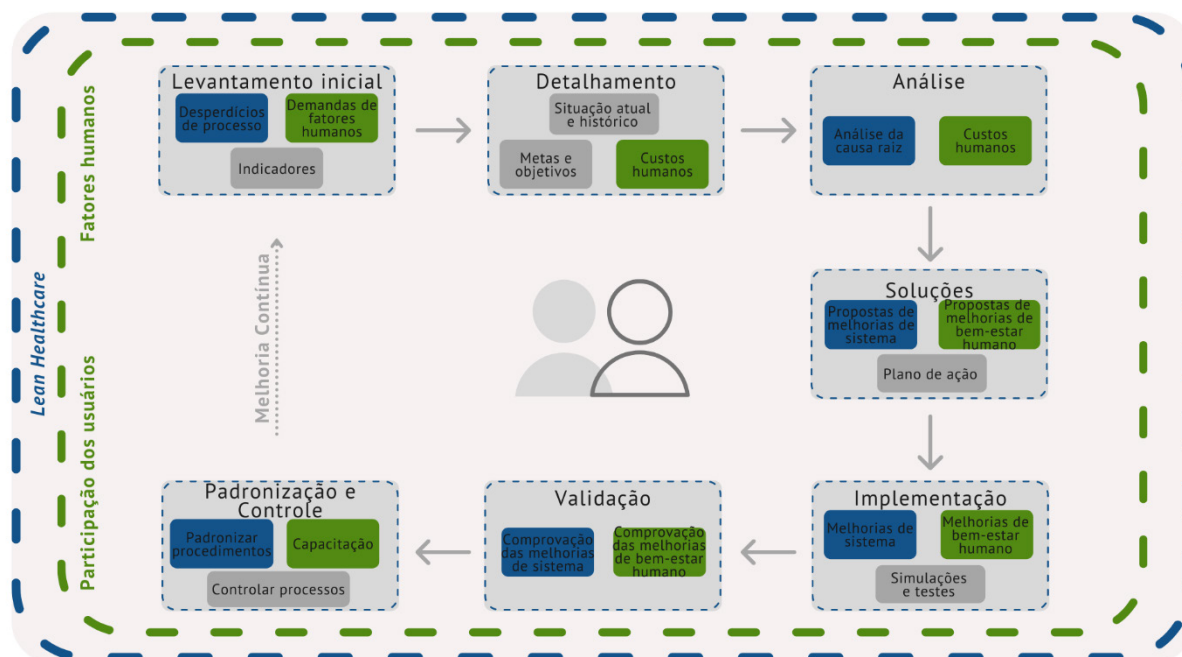 Levantamento inicial
Desperdícios
de processo
Demandas de
fatores
humanos
Indicadores
Detalhamento
Situação atual
e histórico
Metas e
objetivos
Custos
humanos
Análise
Análise da
causa raiz
Custos
humanos
Soluções
Propostas de
melhorias de
sistema
Propostas de
melhorias de
bem-estar
humano
Plano de ação
Implementação
Melhorias de
sistema
Melhorias de
bem-estar
humano
Simulações
e testes
Validação
Comprovação
das melhorias
de sistema
Comprovação
das melhorias
de bem-estar
humano
Padronização e
Controle
Padronizar
procedimentos
Capacitação
Controlar processos
Melhoria Contínua
Lean Healthcare
Fatores humanos
Participação dos usuários